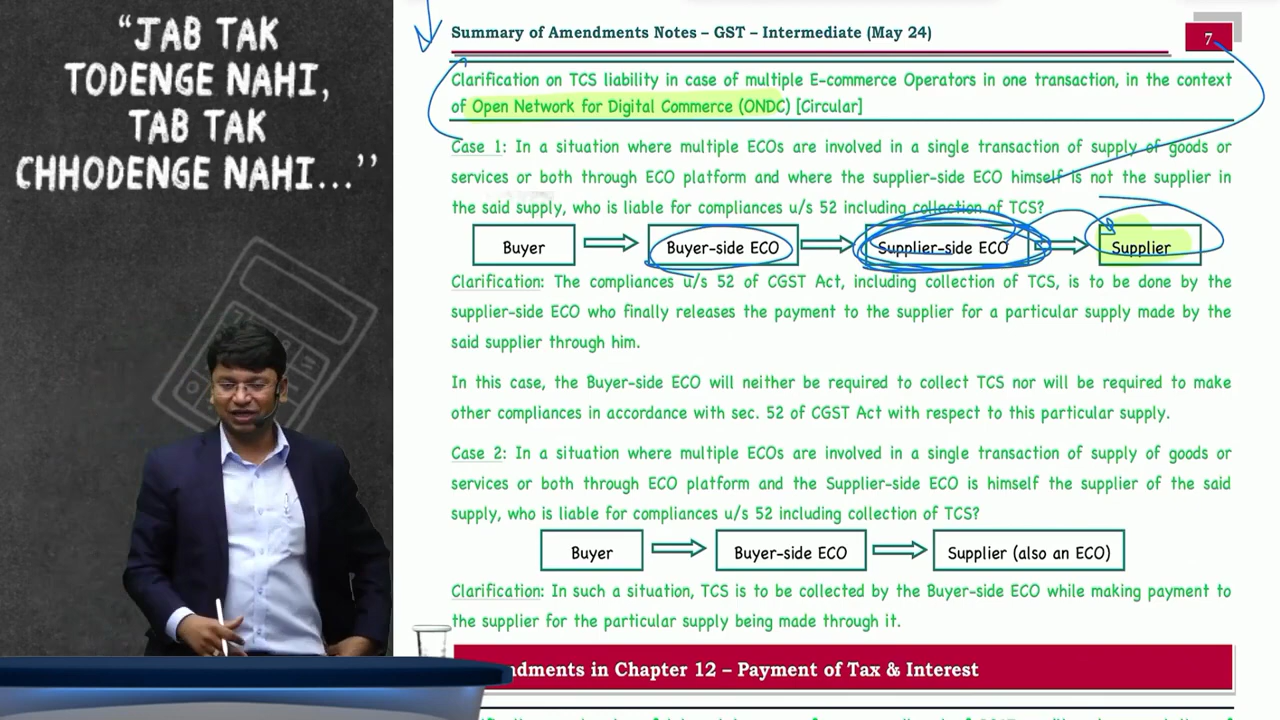 “JAB TAK
TODENGE NAHI,
TAB TAK
CHHODENGE NAHI...’’
Summary of Amendments Notes – GST – Intermediate (May 24)
7
Clarification on TCS liability in case of multiple E-commerce Operators in one transaction, in the context
of Open Network for Digital Commerce (ONDC) [Circular]
Case 1: In a situation where multiple ECOs are involved in a single transaction of supply of goods or
services or both through ECO platform and where the supplier-side ECO himself is not the supplier in
the said supply, who is liable for compliances u/s 52 including collection of TCS?
Buyer
Buyer-side ECO
Supplier-side ECO
Supplier
Clarification: The compliances u/s 52 of CGST Act, including collection of TCS, is to be done by the
supplier-side ECO who finally releases the payment to the supplier for a particular supply made by the
said supplier through him.
In this case, the Buyer-side ECO will neither be required to collect TCS nor will be required to make
other compliances in accordance with sec. 52 of CGST Act with respect to this particular supply.
Case 2: In a situation where multiple ECOs are involved in a single transaction of supply of goods or
services or both through ECO platform and the Supplier-side ECO is himself the supplier of the said
supply, who is liable for compliances u/s 52 including collection of TCS?
Buyer
Buyer-side ECO
Supplier (also an ECO)
Clarification: In such a situation, TCS is to be collected by the Buyer-side ECO while making payment to
the supplier for the particular supply being made through it.
ndments in Chapter 12 – Payment of Tax & Interest